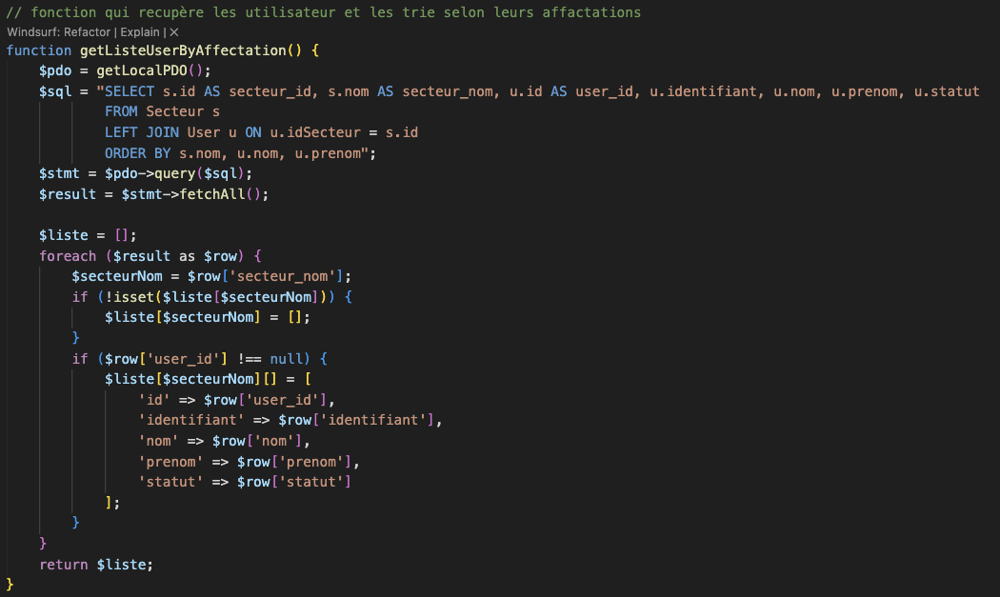 // fonction qui recupère les utilisateur et les trie selon leurs affactations
Windsurf: Refactor | Explain | ×
function getListeUserByAffectation() {
    $pdo = getLocalPDO();
    $sql = "SELECT s.id AS secteur_id, s.nom AS secteur_nom, u.id AS user_id, u.identifiant, u.nom, u.prenom, u.statut
            FROM Secteur s
            LEFT JOIN User u ON u.idSecteur = s.id
            ORDER BY s.nom, u.nom, u.prenom";
    $stmt = $pdo->query($sql);
    $result = $stmt->fetchAll();

    $liste = [];
    foreach ($result as $row) {
        $secteurNom = $row['secteur_nom'];
        if (!isset($liste[$secteurNom])) {
            $liste[$secteurNom] = [];
        }
        if ($row['user_id'] !== null) {
            $liste[$secteurNom][] = [
                'id' => $row['user_id'],
                'identifiant' => $row['identifiant'],
                'nom' => $row['nom'],
                'prenom' => $row['prenom'],
                'statut' => $row['statut']
            ];
        }
    }
    return $liste;
}